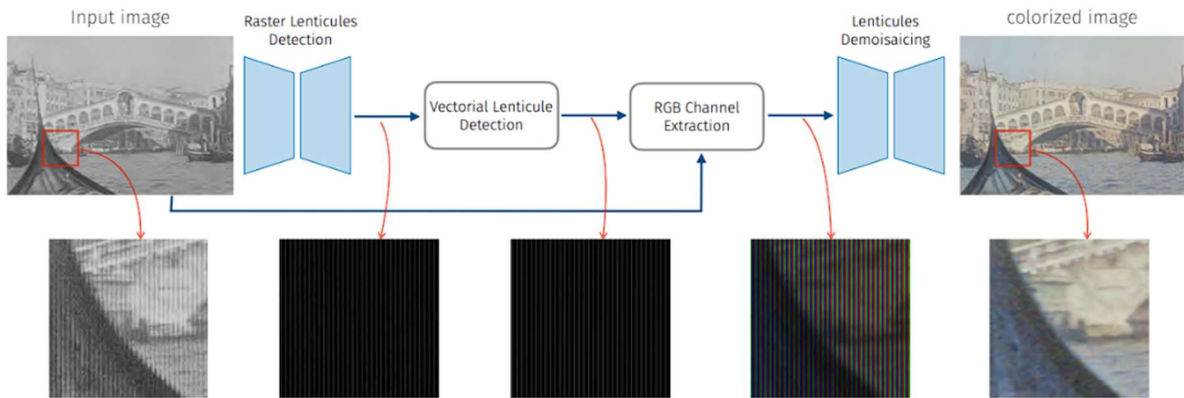 Input image
Raster Lenticules
Detection
Vectorial Lenticule
Detection
RGB Channel
Extraction
Lenticules
Demoisaicing
colorized image